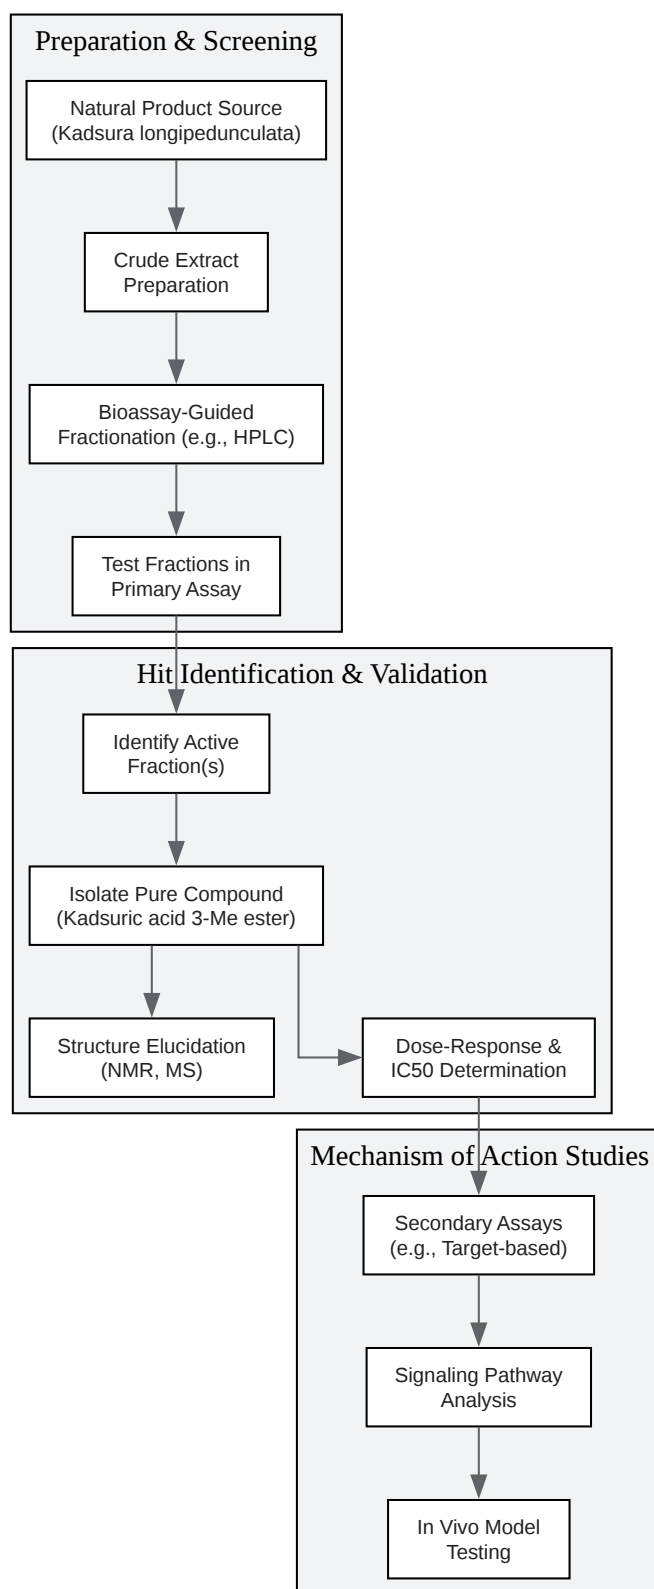 Preparation & Screening
Natural Product Source
(Kadsura longipedunculata)
Crude Extract
Preparation
Bioassay-Guided
Fractionation (e.g., HPLC)
Test Fractions in
Primary Assay
Hit Identification & Validation
Identify Active
Fraction(s)
Isolate Pure Compound
(Kadsuric acid 3-Me ester)
Structure Elucidation
(NMR, MS)
Dose-Response &
IC50 Determination
Mechanism of Action Studies
Secondary Assays
(e.g., Target-based)
Signaling Pathway
Analysis
In Vivo Model
Testing